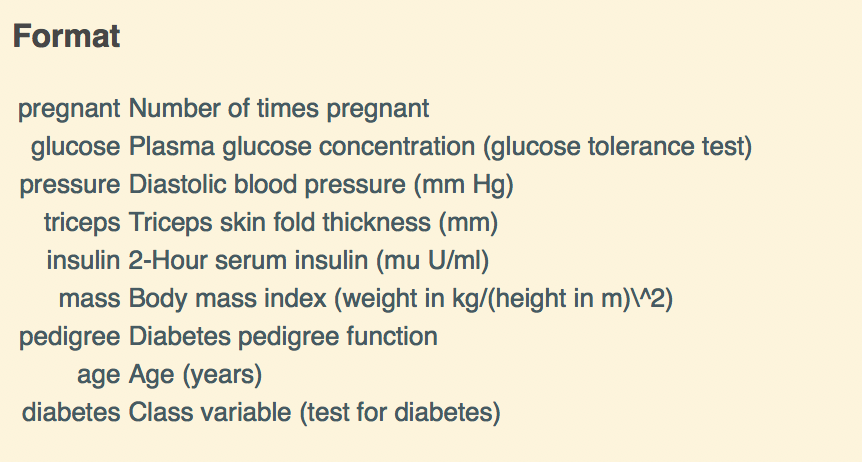 Format
pregnant Number of times pregnant
glucose Plasma glucose concentration (glucose tolerance test)
pressure Diastolic blood pressure (mm Hg)
triceps Triceps skin fold thickness (mm)
insulin 2-Hour serum insulin (mu U/ml)
mass Body mass index (weight in kg/(height in m)\^2)
pedigree Diabetes pedigree function
age Age (years)
diabetes Class variable (test for diabetes)